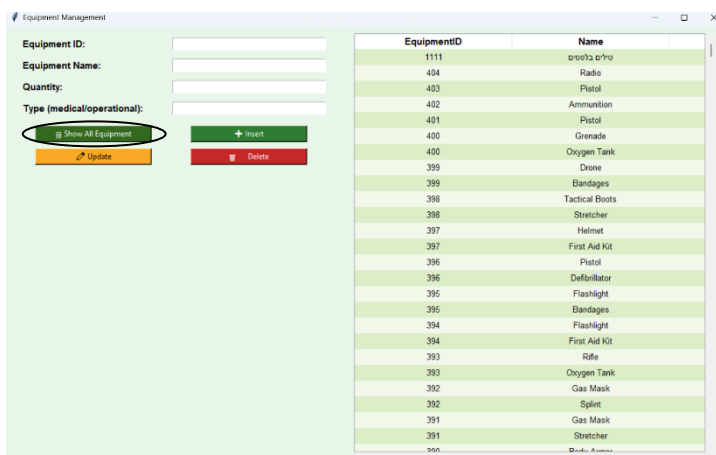 Equipment Management
Equipment ID:
Equipment Name:
Quantity:
Type (medical/operational):
Show All Equipment
Insert
Update
Delete
EquipmentID Name
1111 טילים בלסטים
404 Radio
403 Pistol
402 Ammunition
401 Pistol
400 Grenade
400 Oxygen Tank
399 Drone
399 Bandages
398 Tactical Boots
398 Stretcher
397 Helmet
397 First Aid Kit
396 Pistol
396 Defibrillator
395 Flashlight
395 Bandages
394 Flashlight
394 First Aid Kit
393 Rifle
393 Oxygen Tank
392 Gas Mask
392 Splint
391 Gas Mask
391 Stretcher
390 Body Armor